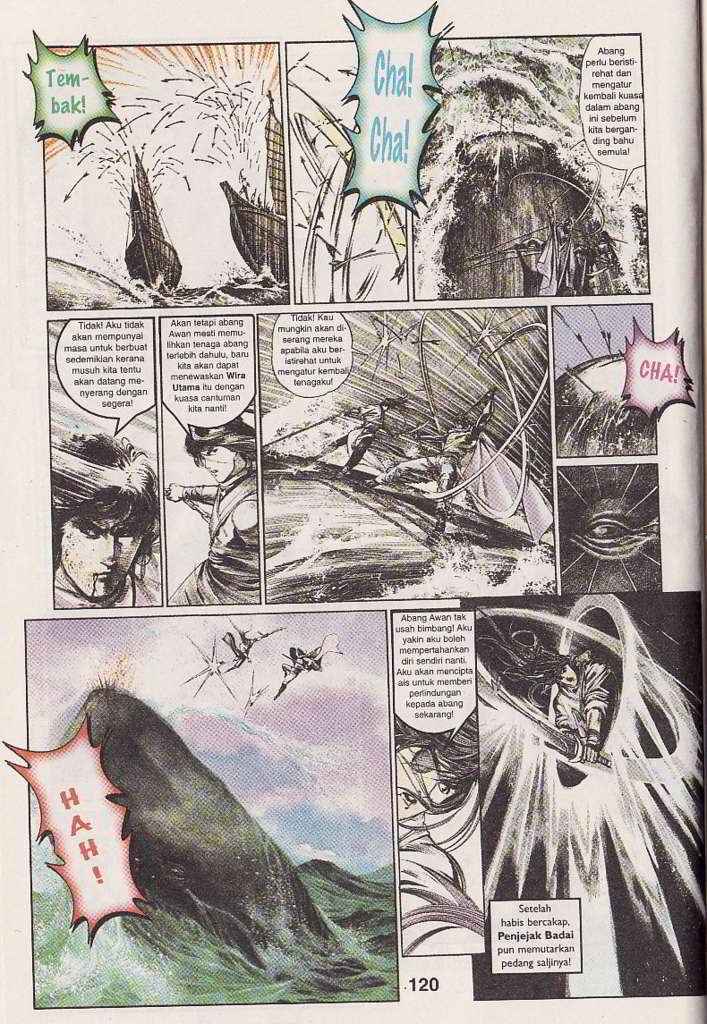 Tem-
bak!
Cha!
Cha!
Abang
perlu beristi-
rehat dan
mengatur
kembali kuasa
dalam abang
ini sebelum
kita bergan-
ding bahu
semula!
Tidak! Aku tidak
akan mempunyai
masa untuk berbuat
sedemikian kerana
musuh kita tentu
akan datang me-
nyerang dengan
segera!
Akan tetapi abang
Awan mesti memu-
lihkan tenaga abang
terlebih dahulu, baru
kita akan dapat
menewaskan Wira
Utama itu dengan
kuasa cantuman
kita nanti!
Tidak! Kau
mungkin akan di-
serang mereka
apabila aku ber-
istirehat untuk
mengatur kembali
tenagaku!
CHA!
HAH!
Abang Awan tak
usah bimbang! Aku
yakin aku boleh
mempertahankan
diri sendiri nanti.
Aku akan mencipta
ais untuk memberi
perlindungan
kepada abang
sekarang!
Setelah
habis bercakap,
Penjejak Badai
pun memutarkan
pedang saljinya!
120